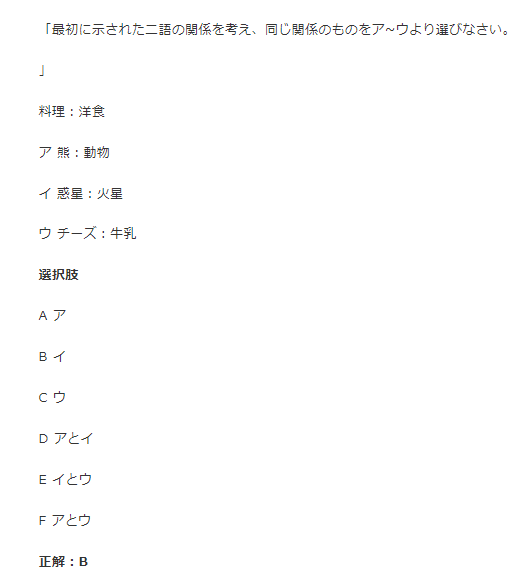 「最初に示された二語の関係を考え、同じ関係のものをア~ウより選びなさい。
」
料理：洋食
ア 熊：動物
イ 惑星：火星
ウ チーズ：牛乳
選択肢
A ア
B イ
C ウ
D アとイ
E イとウ
F アとウ
正解：B